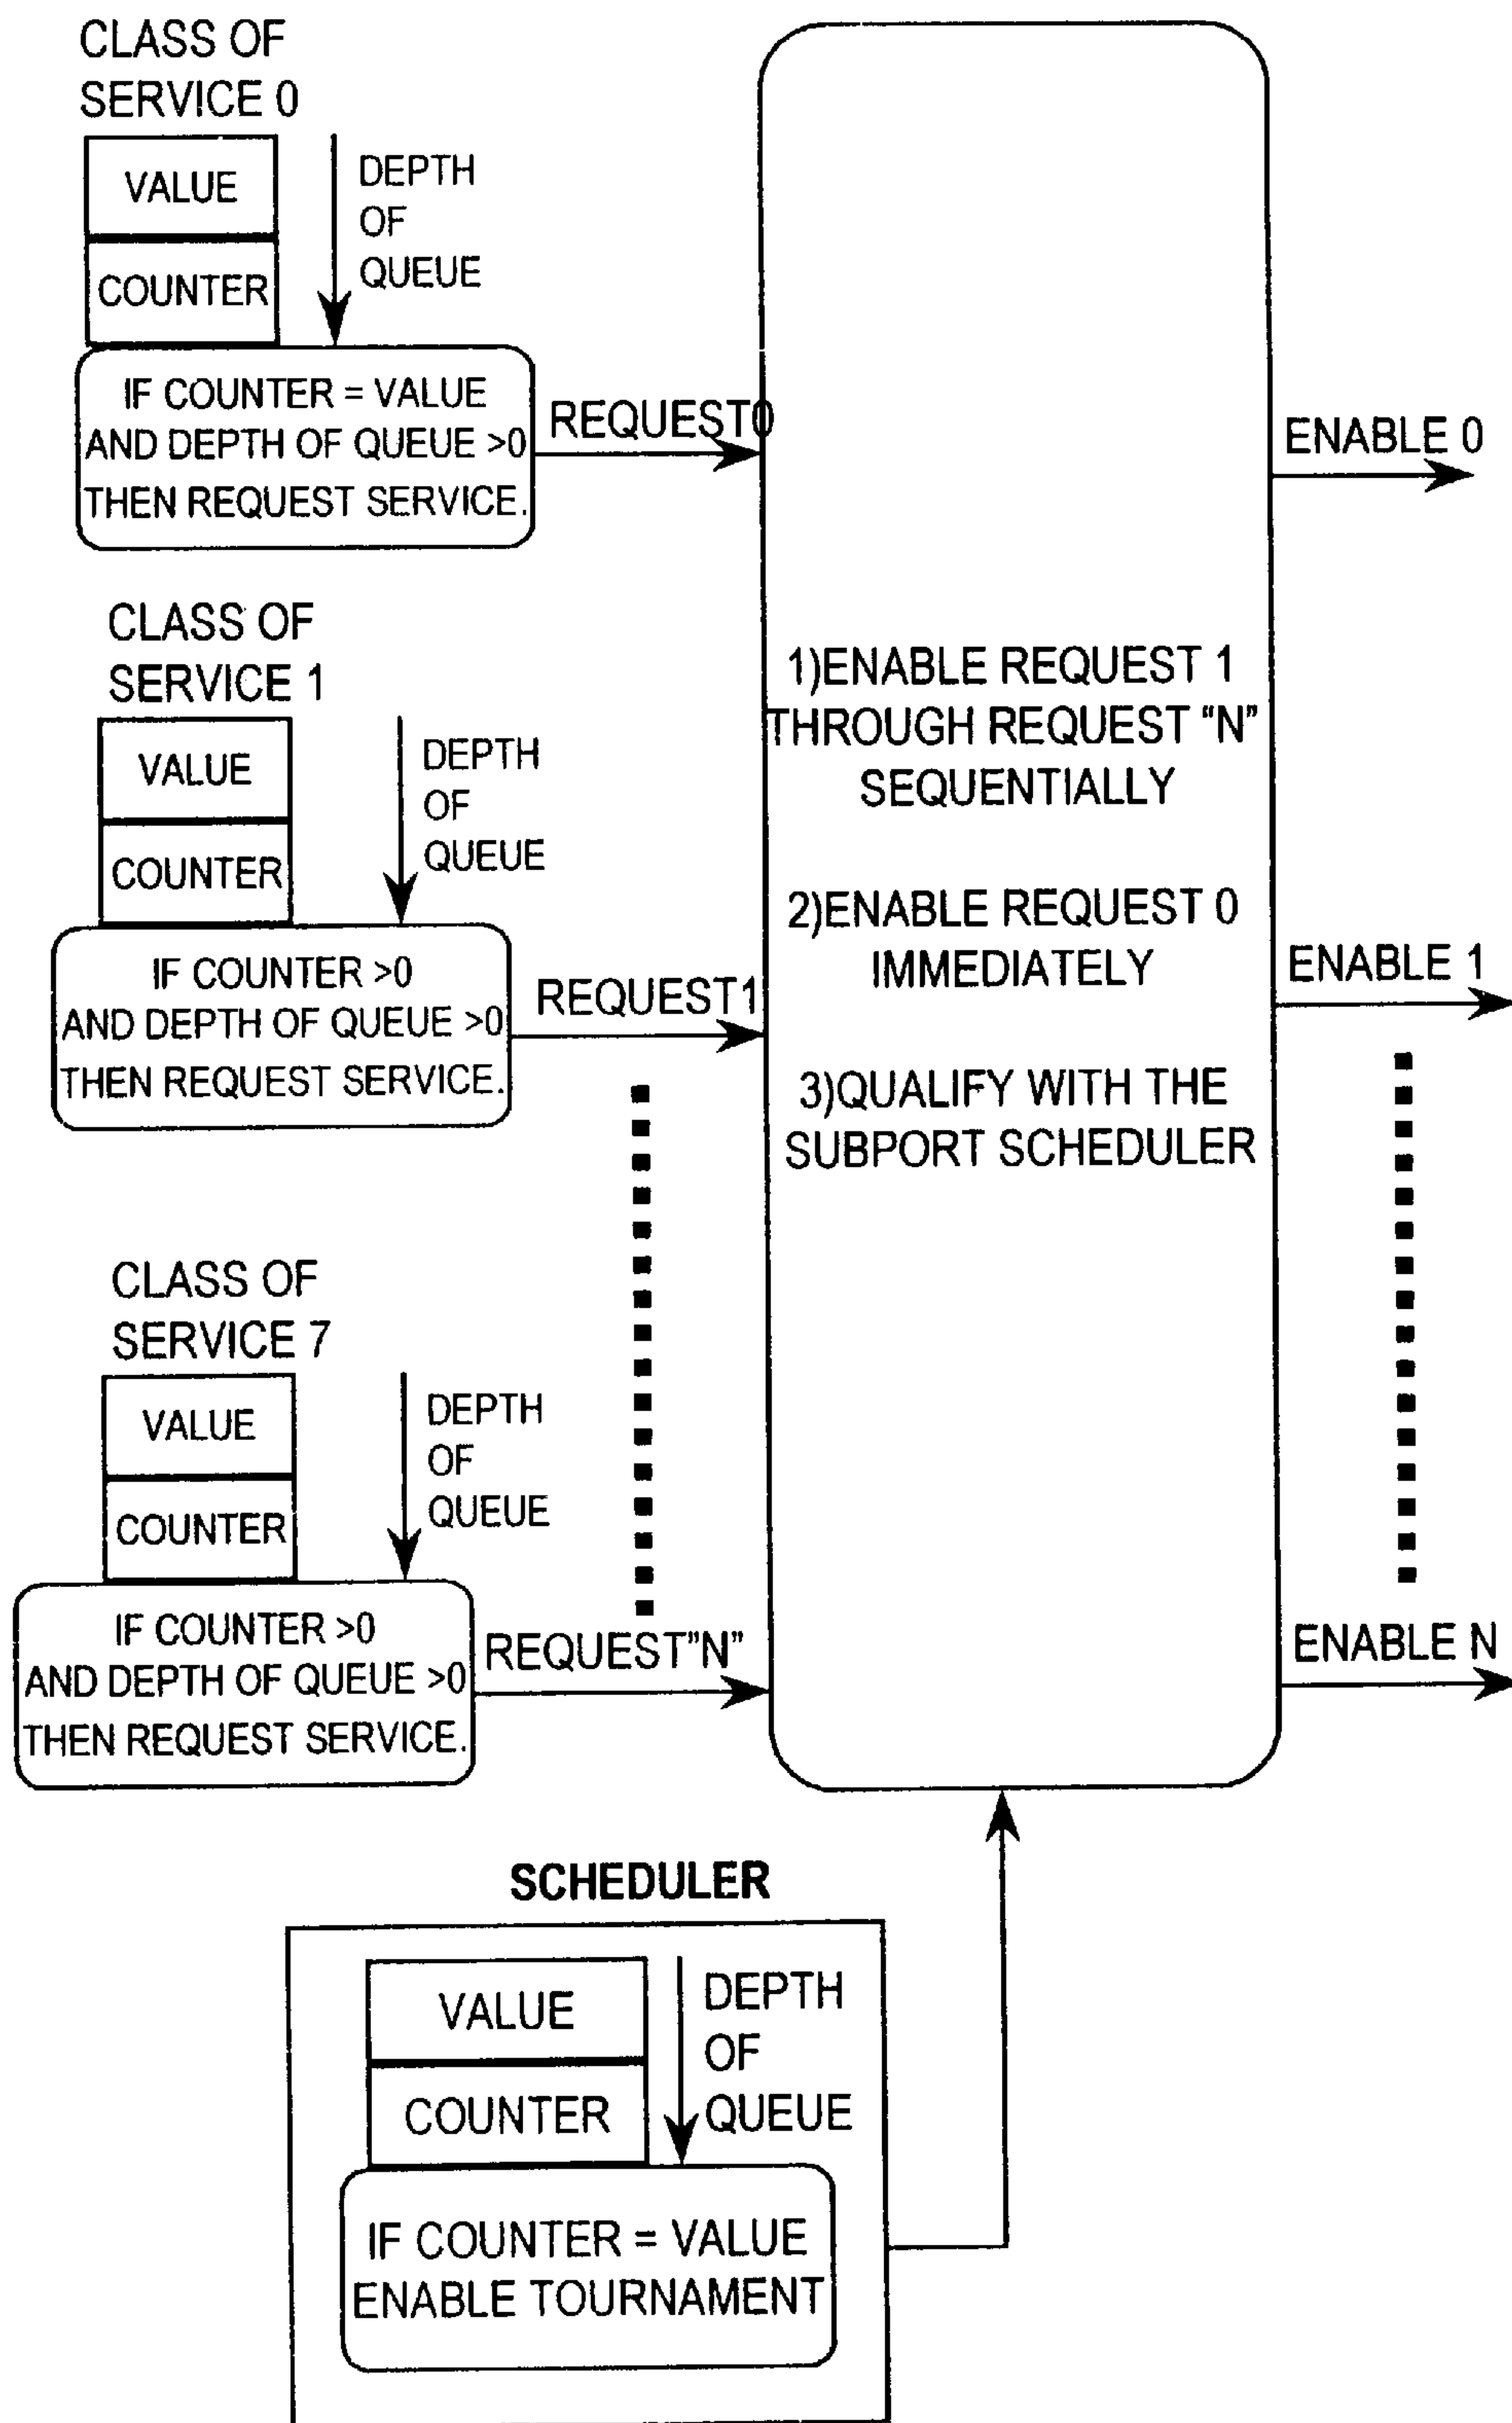 CLASS OF
SERVICE 0
VALUE
COUNTER
DEPTH
OF
QUEUE
IF COUNTER = VALUE
AND DEPTH OF QUEUE >0
THEN REQUEST SERVICE.
REQUEST0
ENABLE 0
CLASS OF
SERVICE 1
VALUE
COUNTER
DEPTH
OF
QUEUE
IF COUNTER >0
AND DEPTH OF QUEUE >0
THEN REQUEST SERVICE.
REQUEST1
1)ENABLE REQUEST 1
THROUGH REQUEST “N”
SEQUENTIALLY
2)ENABLE REQUEST 0
IMMEDIATELY
3)QUALIFY WITH THE
SUBPORT SCHEDULER
ENABLE 1
CLASS OF
SERVICE 7
VALUE
COUNTER
DEPTH
OF
QUEUE
IF COUNTER >0
AND DEPTH OF QUEUE >0
THEN REQUEST SERVICE.
REQUEST”N”
ENABLE N
SCHEDULER
VALUE
COUNTER
DEPTH
OF
QUEUE
IF COUNTER = VALUE
ENABLE TOURNAMENT